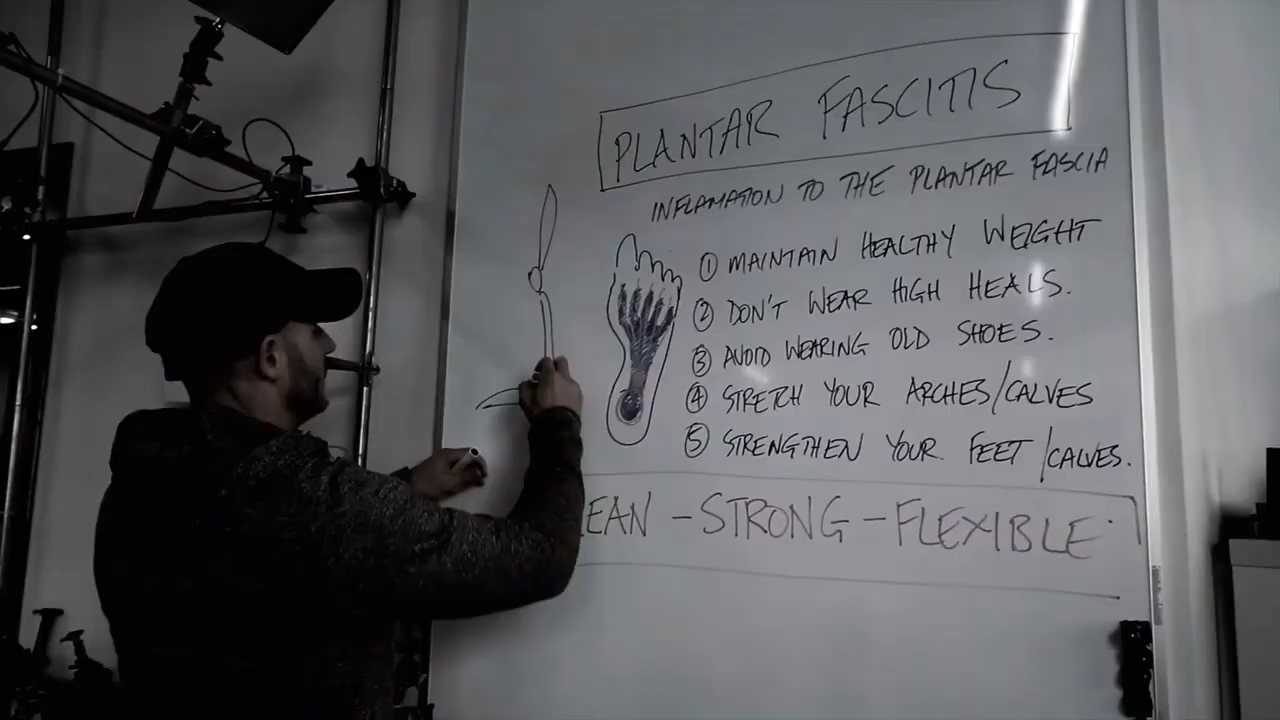 PLANTAR FASCITIS
INFLAMATION TO THE PLANTAR FASCIA
① MAINTAIN HEALTHY WEIGHT
② DON'T WEAR HIGH HEALS.
③ AVOID WEARING OLD SHOES.
④ STRETCH YOUR ARCHES/CALVES
⑤ STRENGTHEN YOUR FEET/CALVES.
EAN - STRONG - FLEXIBLE